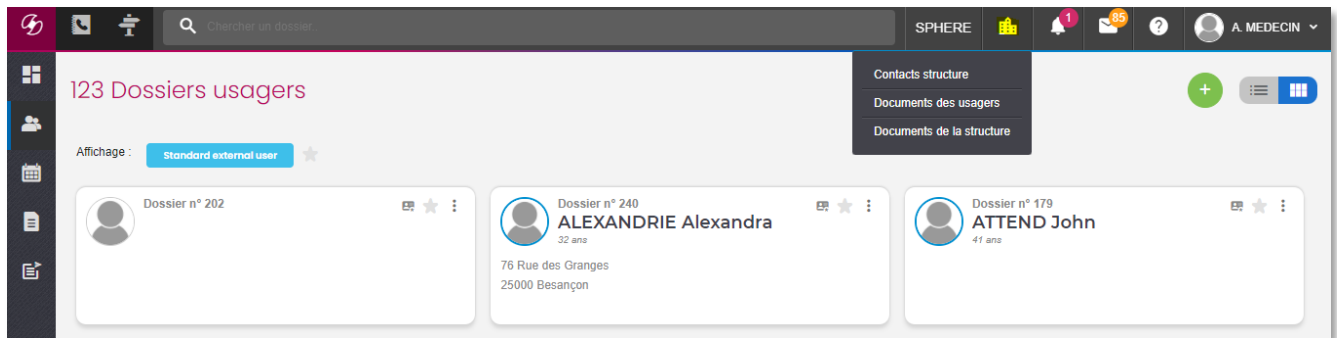 Chercher un dossier...
SPHERE
1
85
?
A. MEDECIN
Contacts structure
Documents des usagers
Documents de la structure
123 Dossiers usagers
Affichage :
Standard external user
Dossier n° 202
Dossier n° 240
ALEXANDRIE Alexandra
32 ans
76 Rue des Granges
25000 Besançon
Dossier n° 179
ATTEND John
41 ans